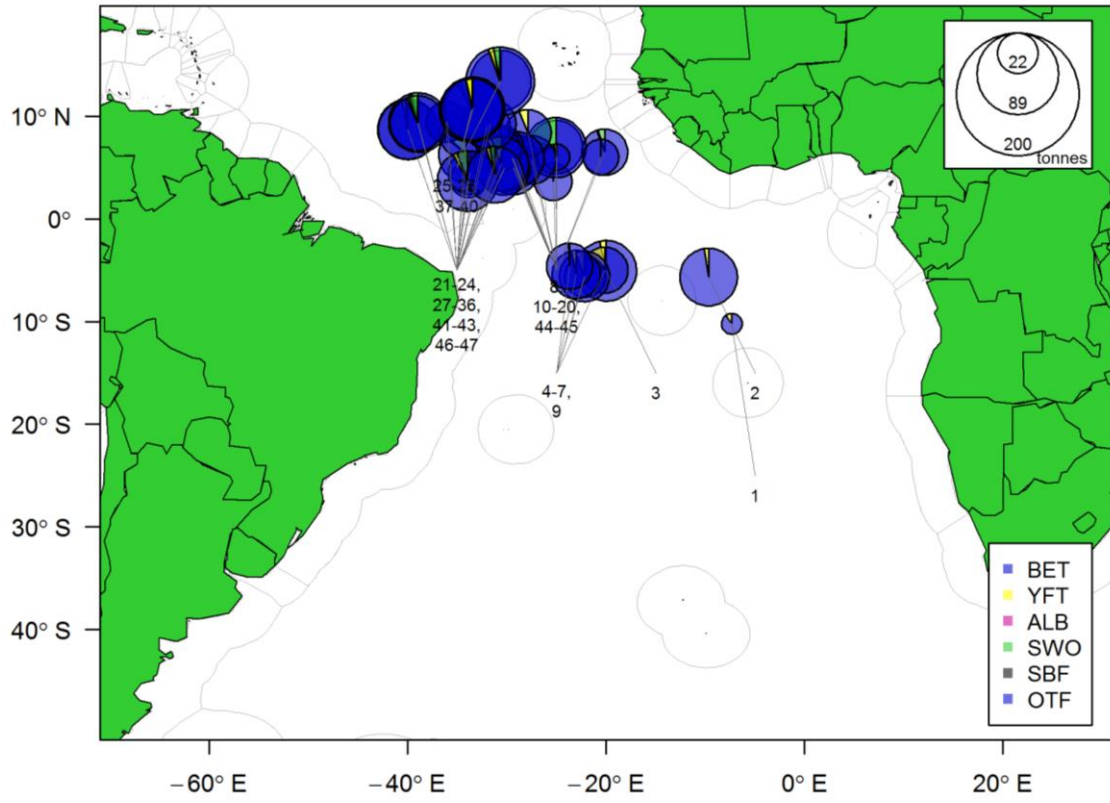 22
89
200
tonnes
10° N
0°
10° S
20° S
30° S
40° S
37-40
21-24,
27-36,
41-43,
46-47
10-20,
44-45
4-7,
9
3
2
1
BET
YFT
ALB
SWO
SBF
OTF
−60° E
−40° E
−20° E
0° E
20° E